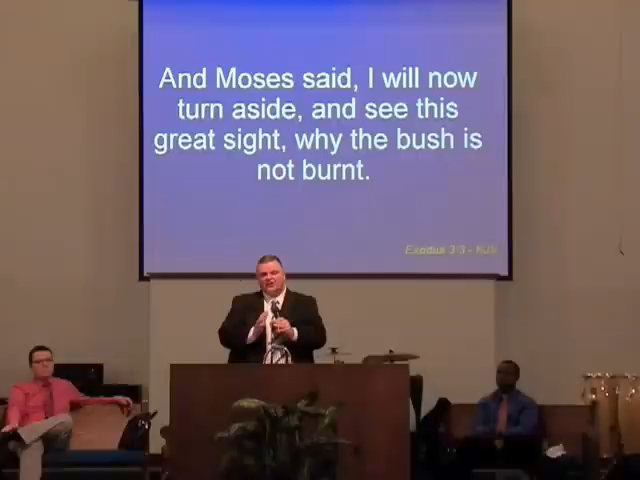 And Moses said, I will now
turn aside, and see this
great sight, why the bush is
not burnt.
Exodus 3:3 - KJV